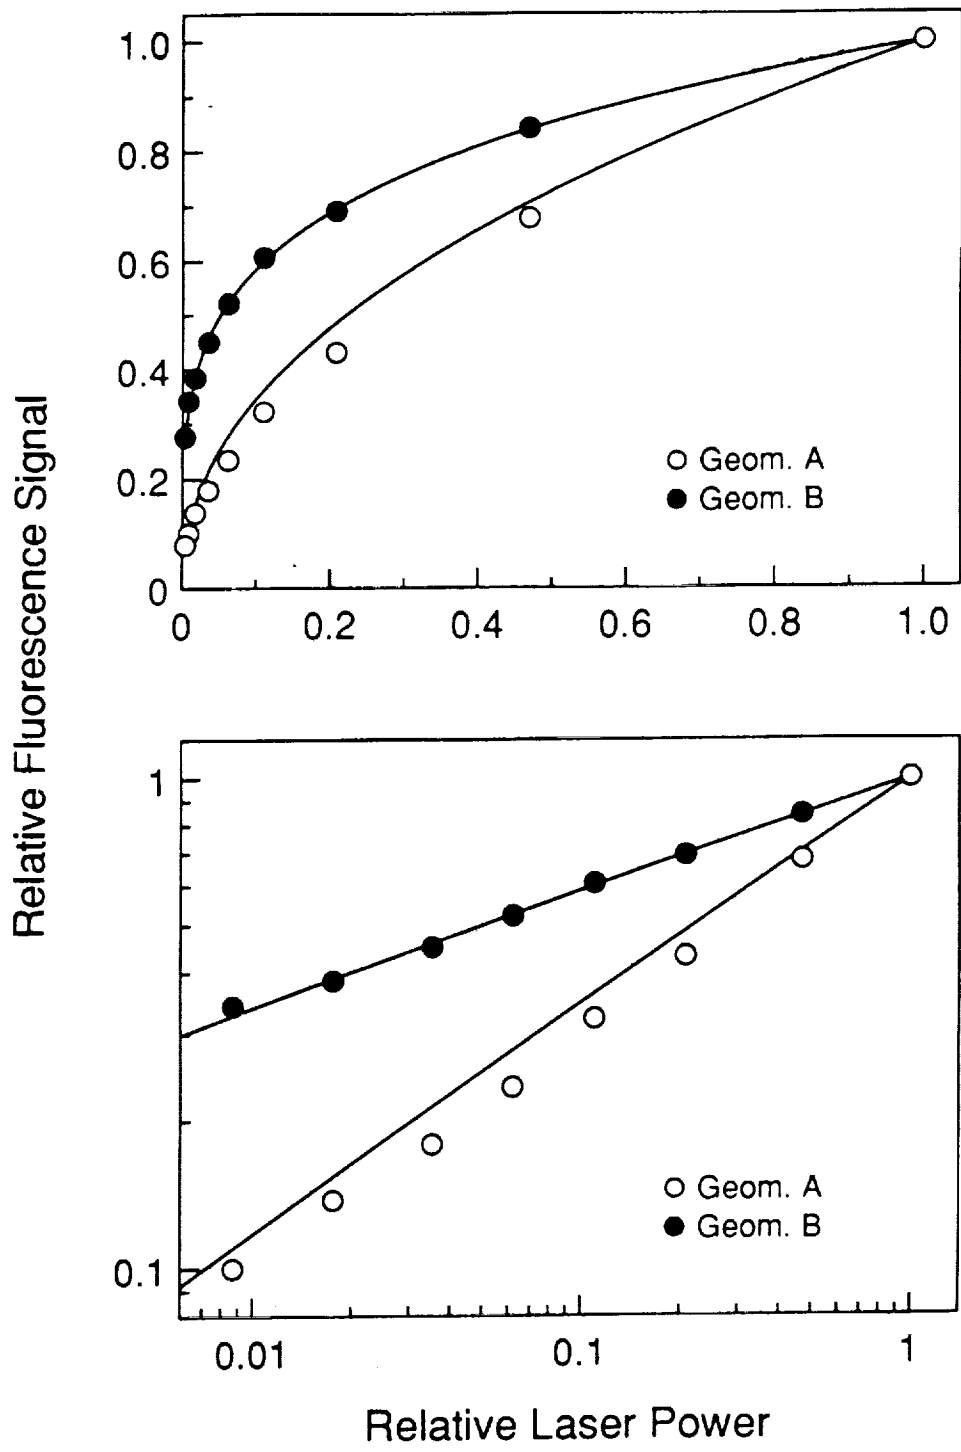 Relative Fluorescence Signal
1.0
0.8
0.6
0.4
0.2
0
Geom. A
Geom. B
0 0.2 0.4 0.6 0.8 1.0
1
0.1
Geom. A
Geom. B
0.01 0.1 1
Relative Laser Power